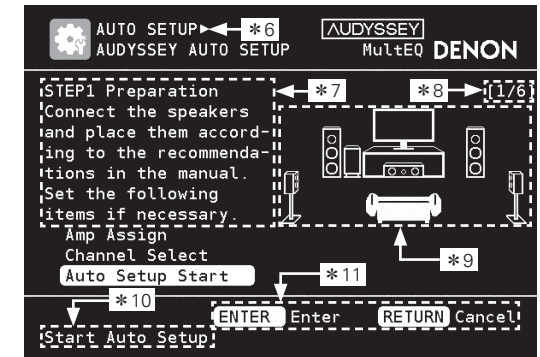 AUTO SETUP ✱6
AUDYSSEY AUTO SETUP
AUDYSSEY
MultEQ DENON
STEP1 Preparation ✱7 ✱8 [1/6]
Connect the speakers
and place them accord-
ing to the recommenda-
tions in the manual.
Set the following
items if necessary.
Amp Assign
Channel Select ✱9
Auto Setup Start ✱11
✱10
ENTER Enter RETURN Cancel
Start Auto Setup